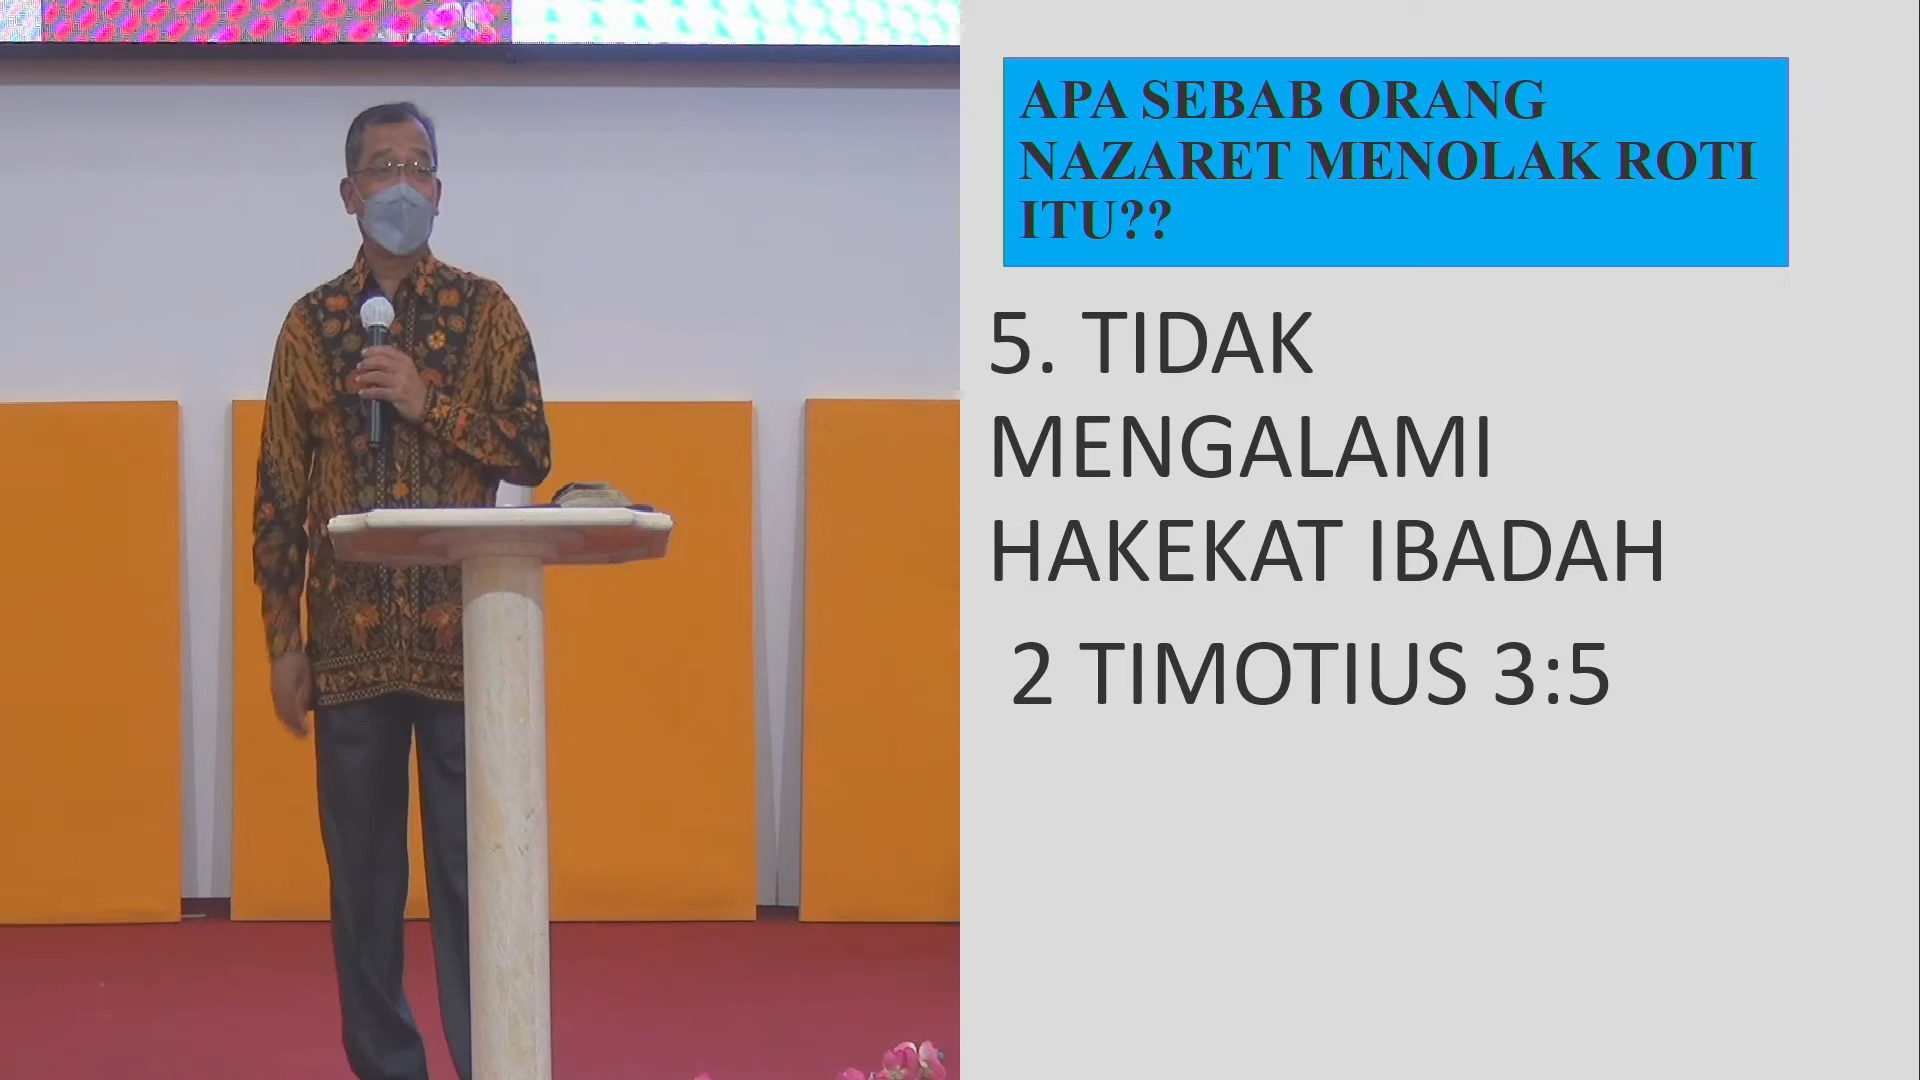 APA SEBAB ORANG
NAZARET MENOLAK ROTI
ITU??
5. TIDAK
MENGALAMI
HAKEKAT IBADAH
2 TIMOTIUS 3:5